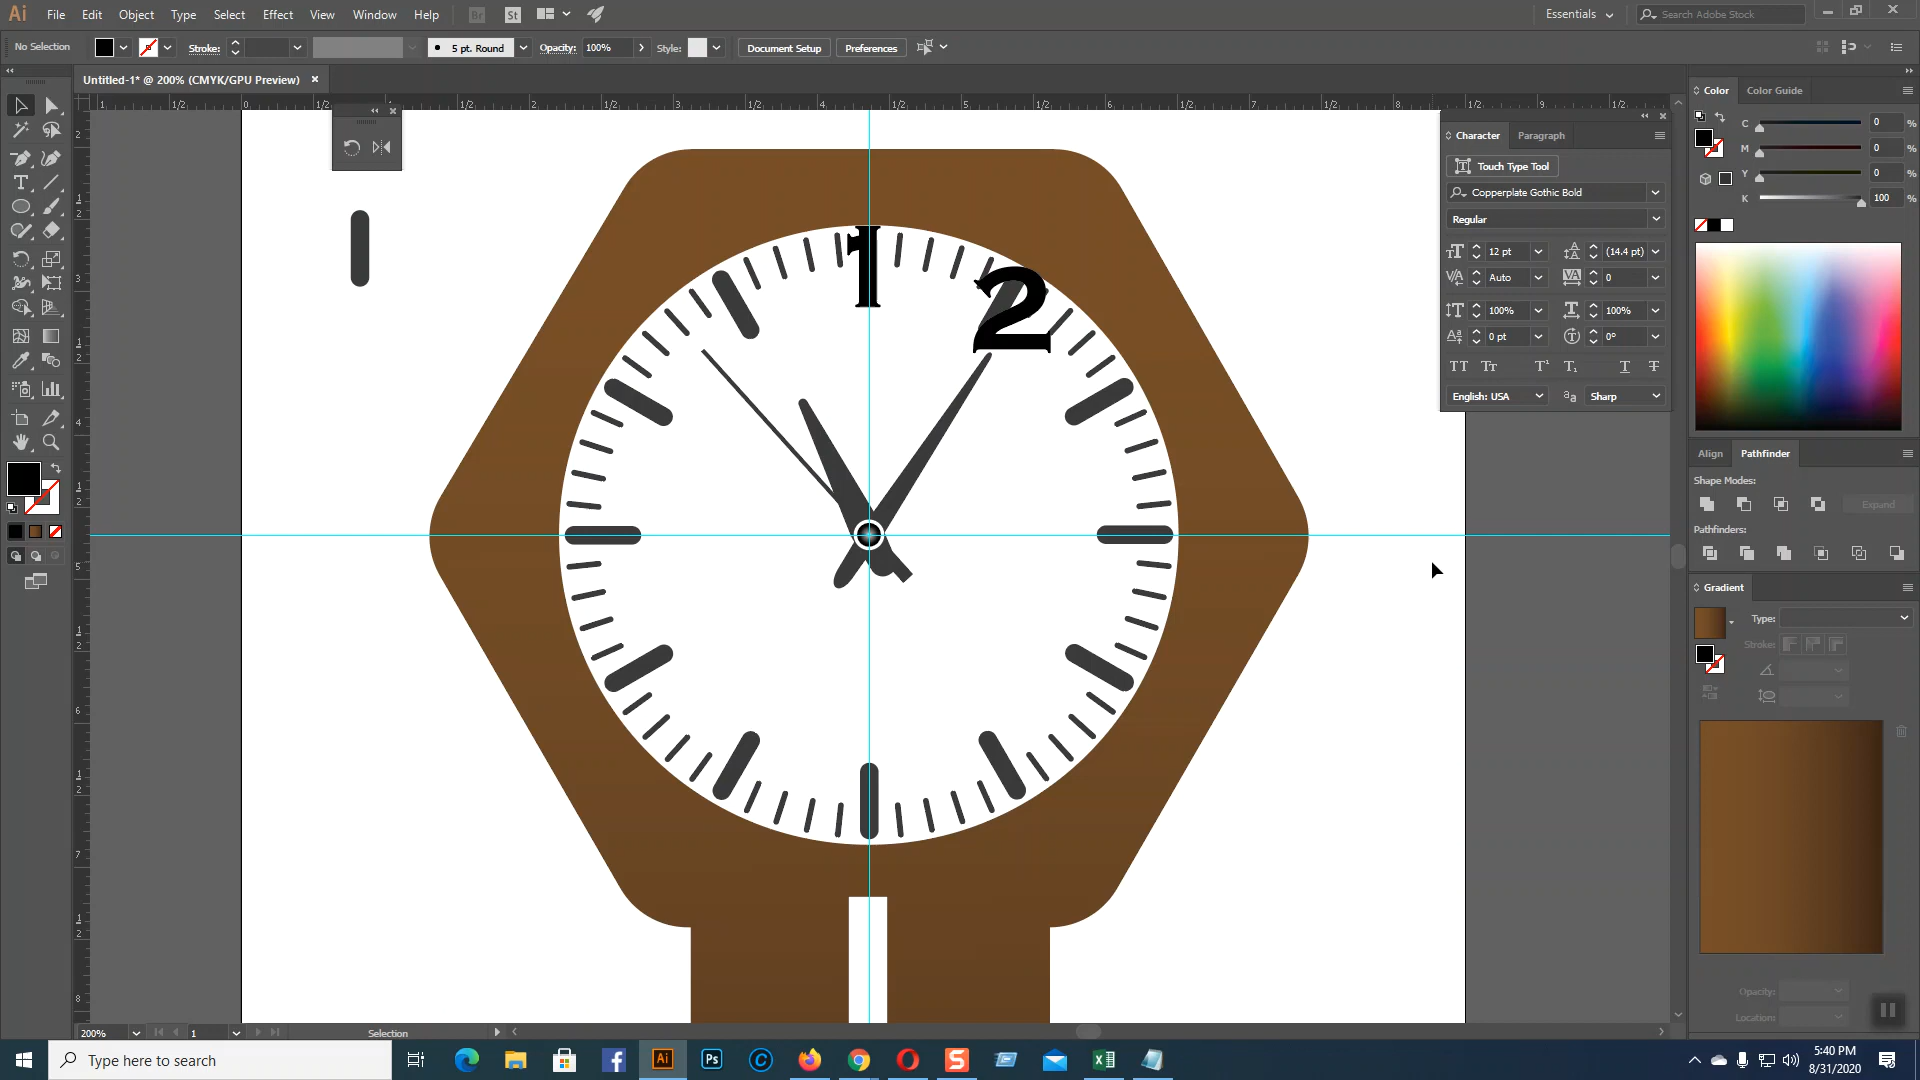 Ai File Edit Object Type Select Effect View Window Help Br St Essentials Search Adobe Stock
No Selection Stroke: 5 pt. Round Opacity: 100% Style: Document Setup Preferences
Untitled-1* @ 200% (CMYK/GPU Preview)
Color Color Guide
C 0 %
M 0 %
Y 0 %
K 100 %
Character Paragraph
Touch Type Tool
Copperplate Gothic Bold
Regular
12 pt (14.4 pt)
Auto 0
100% 100%
0 pt 0°
English: USA Sharp
1
2
Align Pathfinder
Shape Modes:
Expand
Pathfinders:
Gradient
Type:
Stroke:
Opacity:
Location:
200% 1 Selection
Type here to search
5:40 PM
8/31/2020